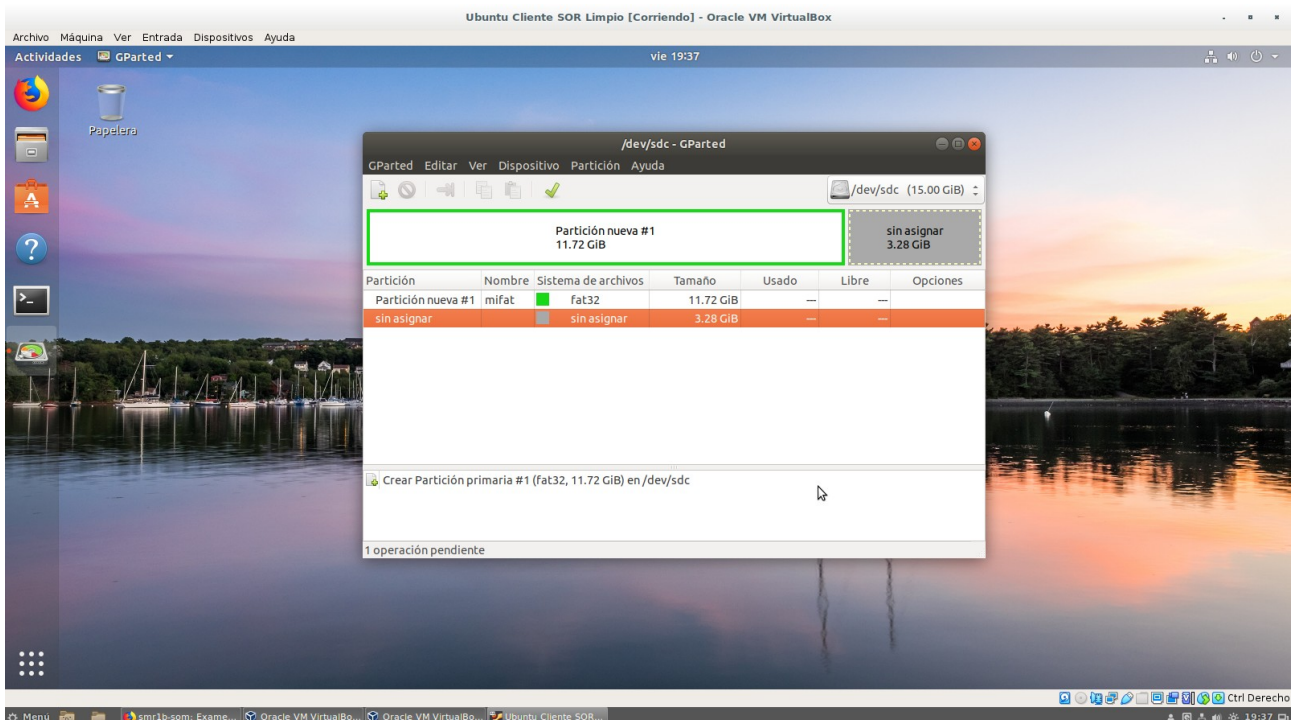 Ubuntu Cliente SOR Limpio [Corriendo] - Oracle VM VirtualBox
Archivo Máquina Ver Entrada Dispositivos Ayuda
Actividades GParted vie 19:37
Papelera
/dev/sdc - GParted
GParted Editar Ver Dispositivo Partición Ayuda
/dev/sdc (15.00 GiB)
Partición nueva #1 sin asignar
11.72 GiB 3.28 GiB
Partición Nombre Sistema de archivos Tamaño Usado Libre Opciones
Partición nueva #1 mifat fat32 11.72 GiB — —
sin asignar sin asignar 3.28 GiB — —
Crear Partición primaria #1 (fat32, 11.72 GiB) en /dev/sdc
1 operación pendiente
Ctrl Derecho
Menú smr1b-som: Exame... Oracle VM VirtualBo... Oracle VM VirtualBo... Ubuntu Cliente SOR... 19:37